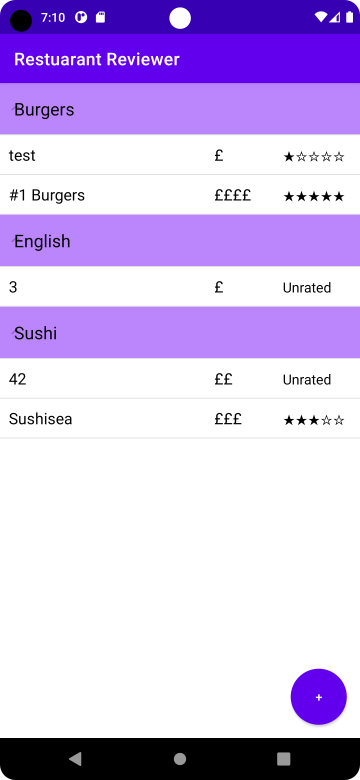 7:10
Restuarant Reviewer
Burgers
test £ ★☆☆☆☆
#1 Burgers ££££ ★★★★★
English
3 £ Unrated
Sushi
42 ££ Unrated
Sushisea £££ ★★★☆☆
+